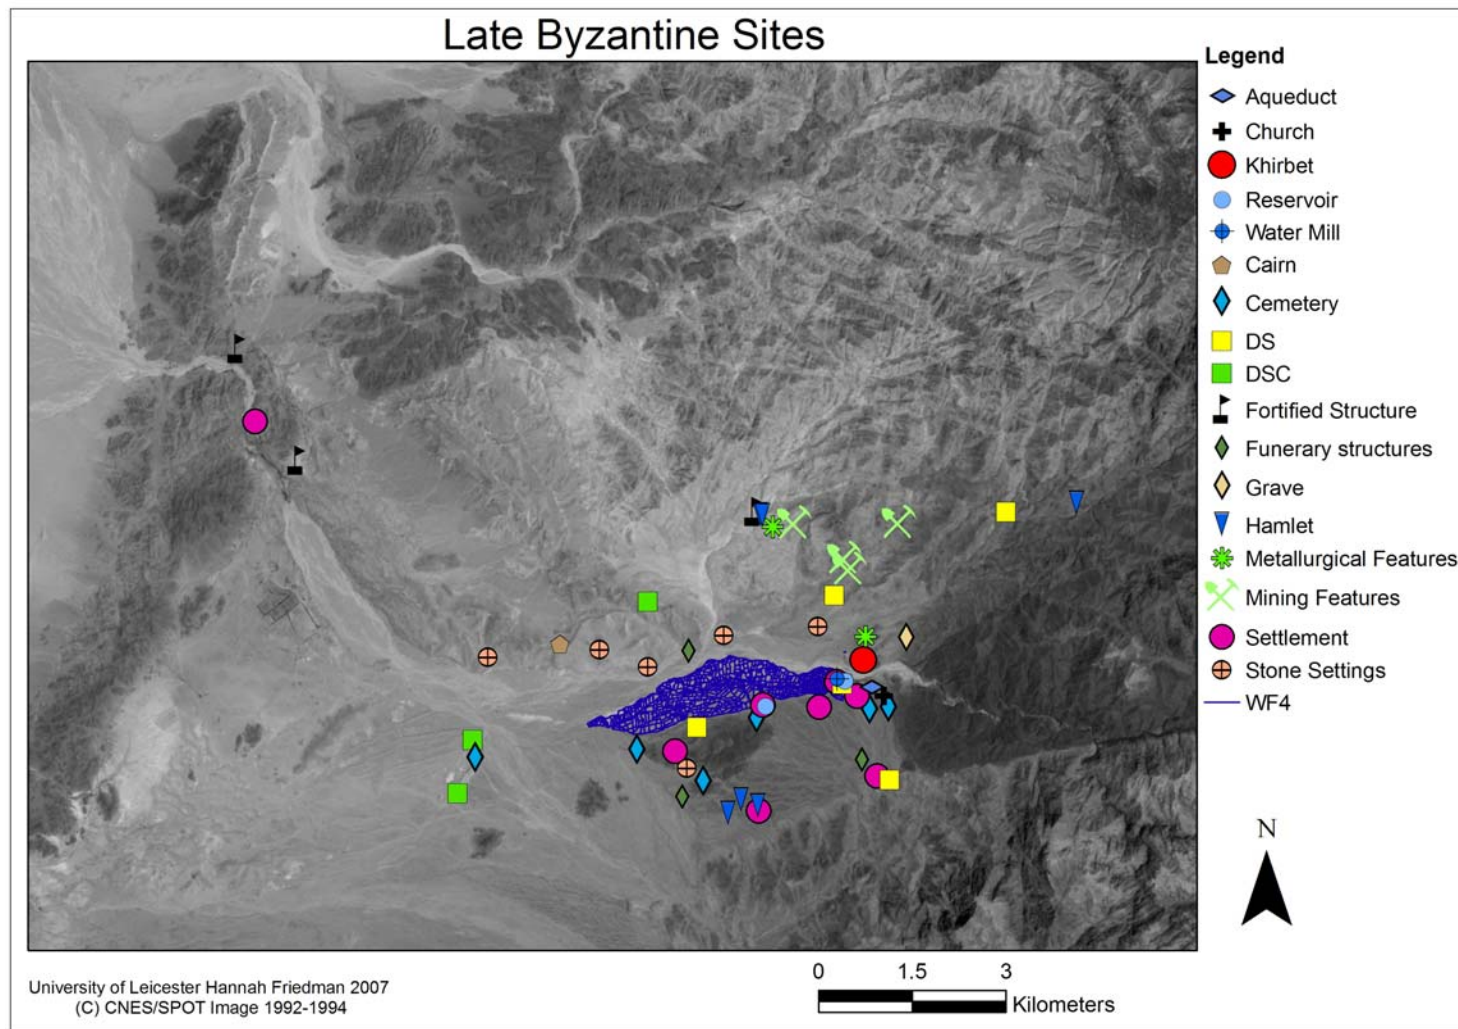 Late Byzantine Sites
Legend
Aqueduct
Church
Khirbet
Reservoir
Water Mill
Cairn
Cemetery
DS
DSC
Fortified Structure
Funerary structures
Grave
Hamlet
Metallurgical Features
Mining Features
Settlement
Stone Settings
WF4
N
0 1.5 3
Kilometers
University of Leicester Hannah Friedman 2007
(C) CNES/SPOT Image 1992-1994